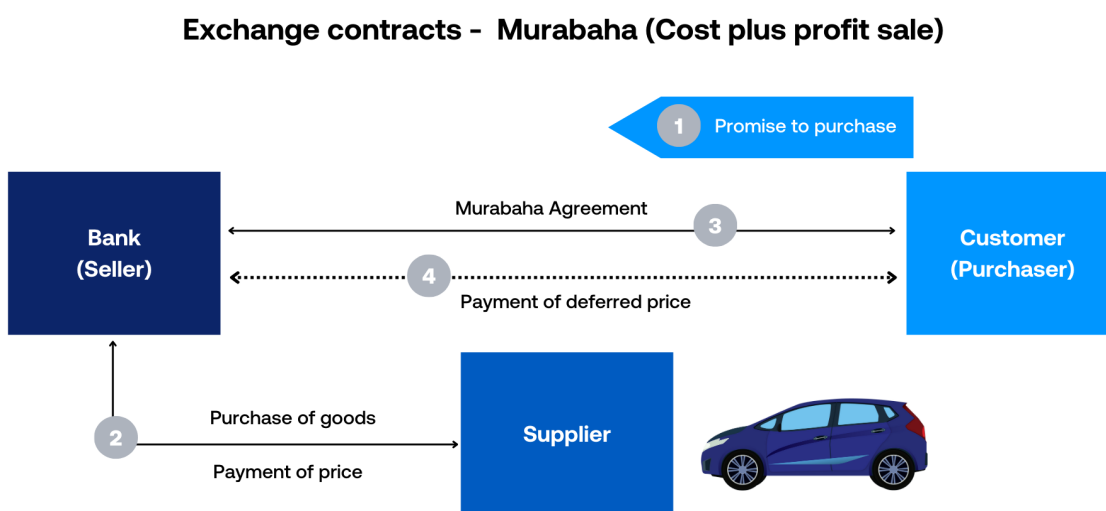 Exchange contracts -  Murabaha (Cost plus profit sale)
1 Promise to purchase
Bank
(Seller)
Murabaha Agreement
3
Customer
(Purchaser)
4
Payment of deferred price
2
Purchase of goods
Payment of price
Supplier